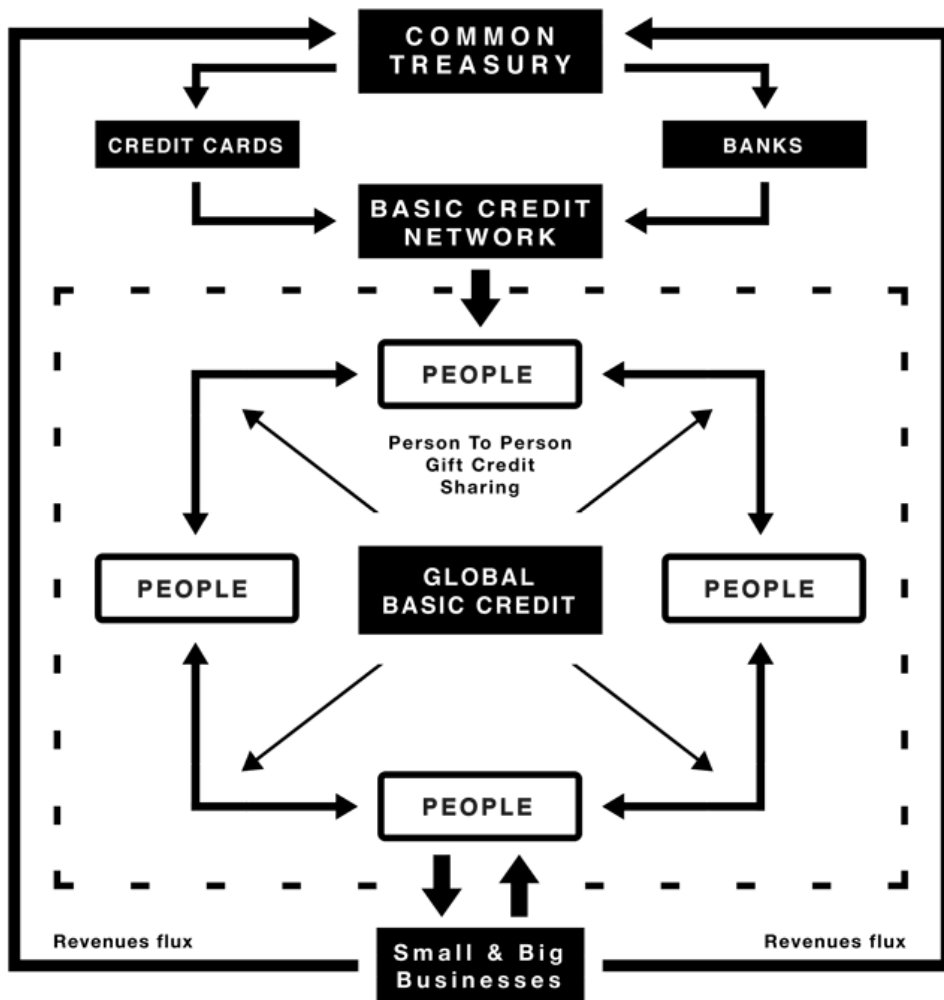 COMMON
TREASURY
CREDIT CARDS
BANKS
BASIC CREDIT
NETWORK
PEOPLE
Person To Person
Gift Credit
Sharing
PEOPLE
GLOBAL
BASIC CREDIT
PEOPLE
PEOPLE
Revenues flux
Revenues flux
Small & Big
Businesses